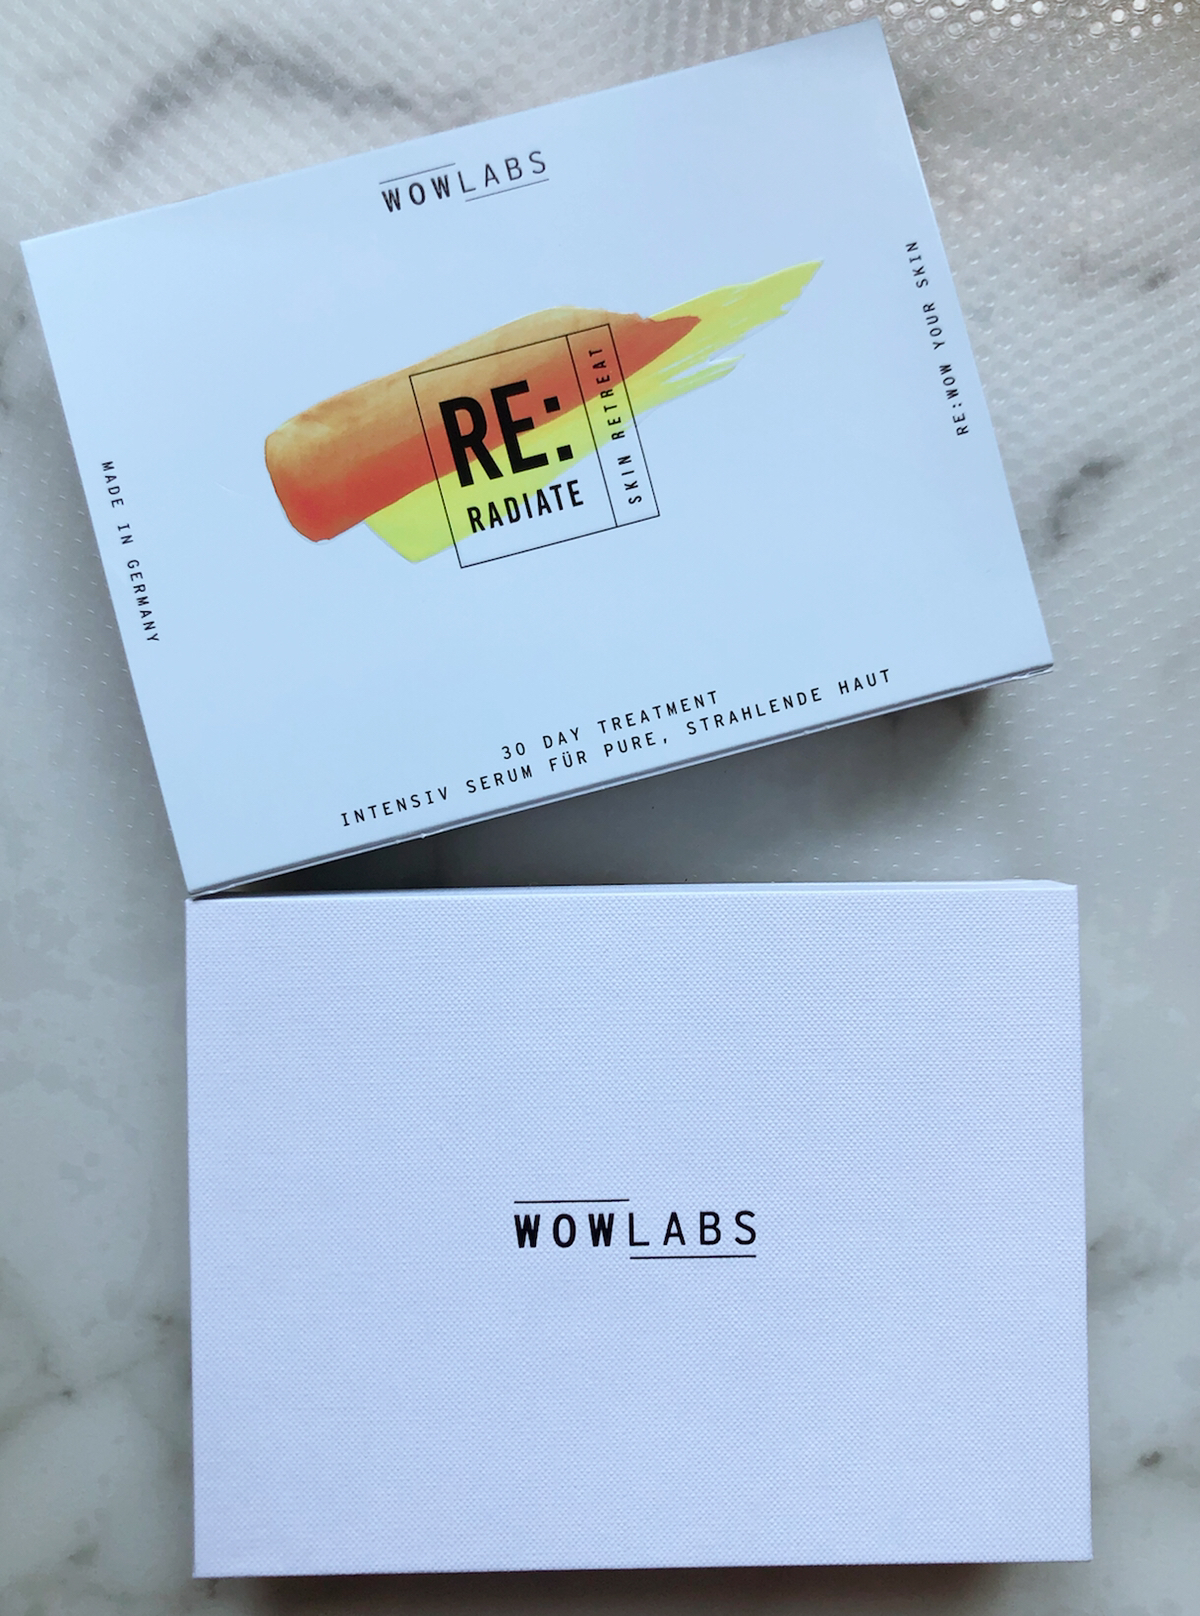 WOWLABS
RE:
RADIATE
SKIN RETREAT
MADE IN GERMANY
RE:WOW YOUR SKIN
30 DAY TREATMENT
INTENSIV SERUM FÜR PURE, STRAHLENDE HAUT
WOWLABS